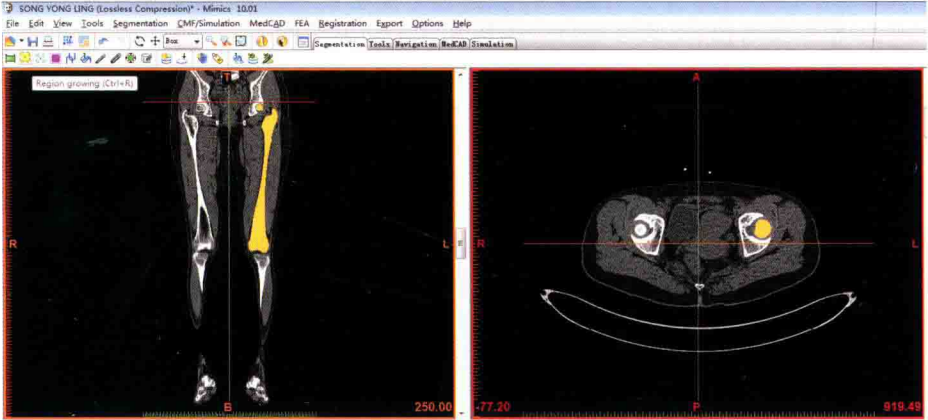 SONG YONG LING (Lossless Compression)* - Mimics 10.01
File Edit View Tools Segmentation CMF/Simulation MedCAD FEA Registration Export Options Help
Box
Segmentation Tools Navigation MedCAD Simulation
Region growing (Ctrl+R)
T
A
R
L
R
L
B
250.00
-77.20
P
919.49